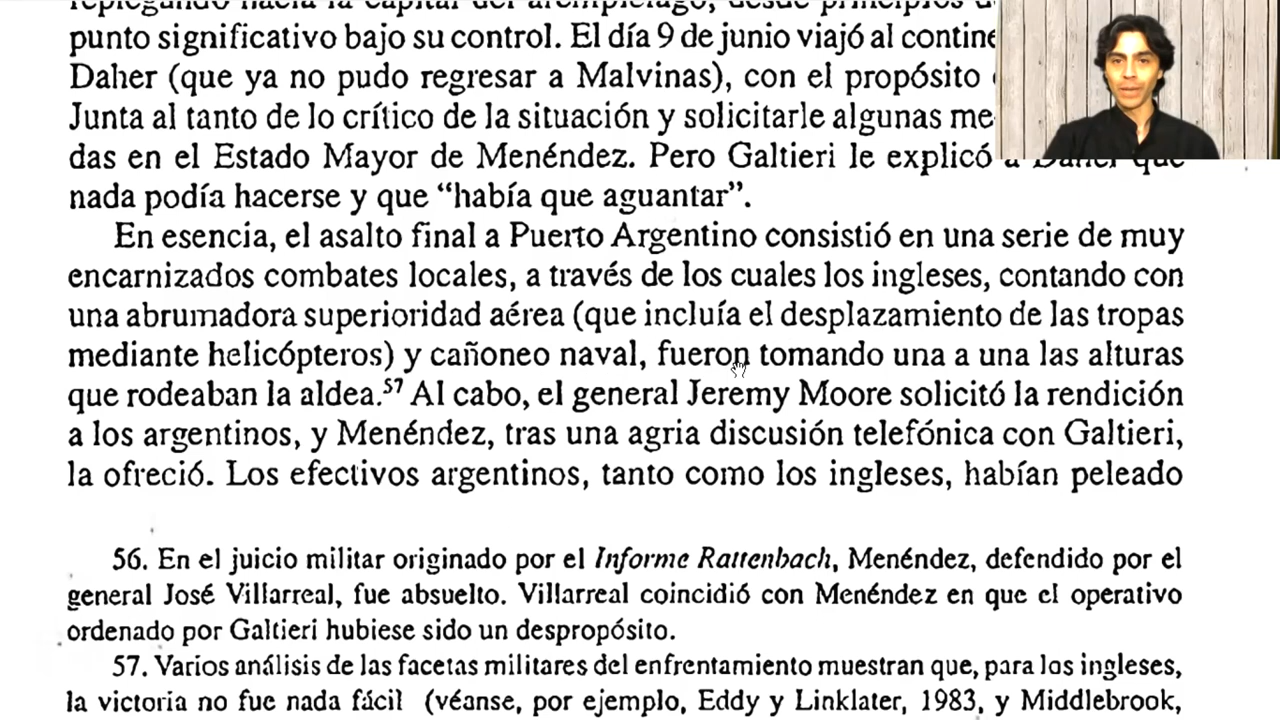 replegando hacia la capital del archipiélago, desde principios
punto significativo bajo su control. El día 9 de junio viajó al contine
Daher (que ya no pudo regresar a Malvinas), con el propósito
Junta al tanto de lo crítico de la situación y solicitarle algunas me
das en el Estado Mayor de Menéndez. Pero Galtieri le explicó a Daher que
nada podía hacerse y que “había que aguantar”.
En esencia, el asalto final a Puerto Argentino consistió en una serie de muy
encarnizados combates locales, a través de los cuales los ingleses, contando con
una abrumadora superioridad aérea (que incluía el desplazamiento de las tropas
mediante helicópteros) y cañoneo naval, fueron tomando una a una las alturas
que rodeaban la aldea.57 Al cabo, el general Jeremy Moore solicitó la rendición
a los argentinos, y Menéndez, tras una agria discusión telefónica con Galtieri,
la ofreció. Los efectivos argentinos, tanto como los ingleses, habían peleado
56. En el juicio militar originado por el Informe Rattenbach, Menéndez, defendido por el
general José Villarreal, fue absuelto. Villarreal coincidió con Menéndez en que el operativo
ordenado por Galtieri hubiese sido un despropósito.
57. Varios análisis de las facetas militares del enfrentamiento muestran que, para los ingleses,
la victoria no fue nada fácil (véanse, por ejemplo, Eddy y Linklater, 1983, y Middlebrook,